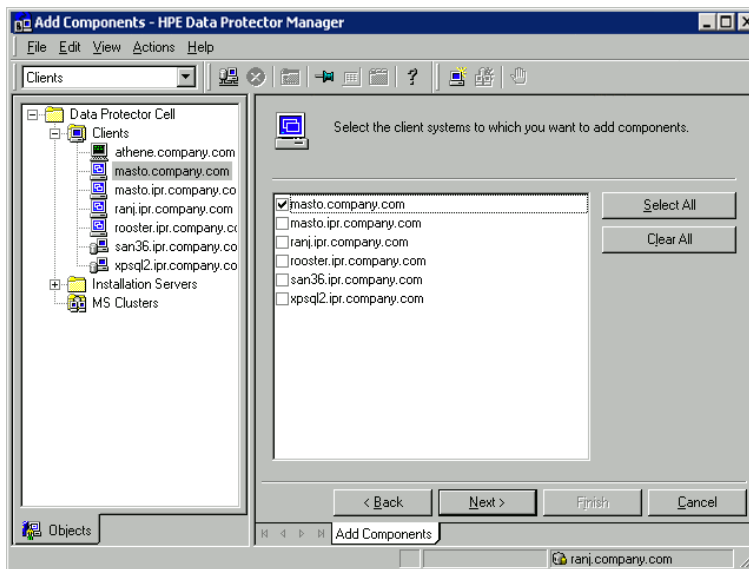 Add Components - HPE Data Protector Manager
File Edit View Actions Help
Clients
Data Protector Cell
Clients
athene.company.com
masto.company.com
masto.ipr.company.co
ranj.ipr.company.com
rooster.ipr.company.cc
san36.ipr.company.co
xpsql2.ipr.company.co
Installation Servers
MS Clusters
Objects
Select the client systems to which you want to add components.
masto.company.com
masto.ipr.company.com
ranj.ipr.company.com
rooster.ipr.company.com
san36.ipr.company.com
xpsql2.ipr.company.com
Select All
Clear All
< Back Next > Finish Cancel
Add Components
ranj.company.com